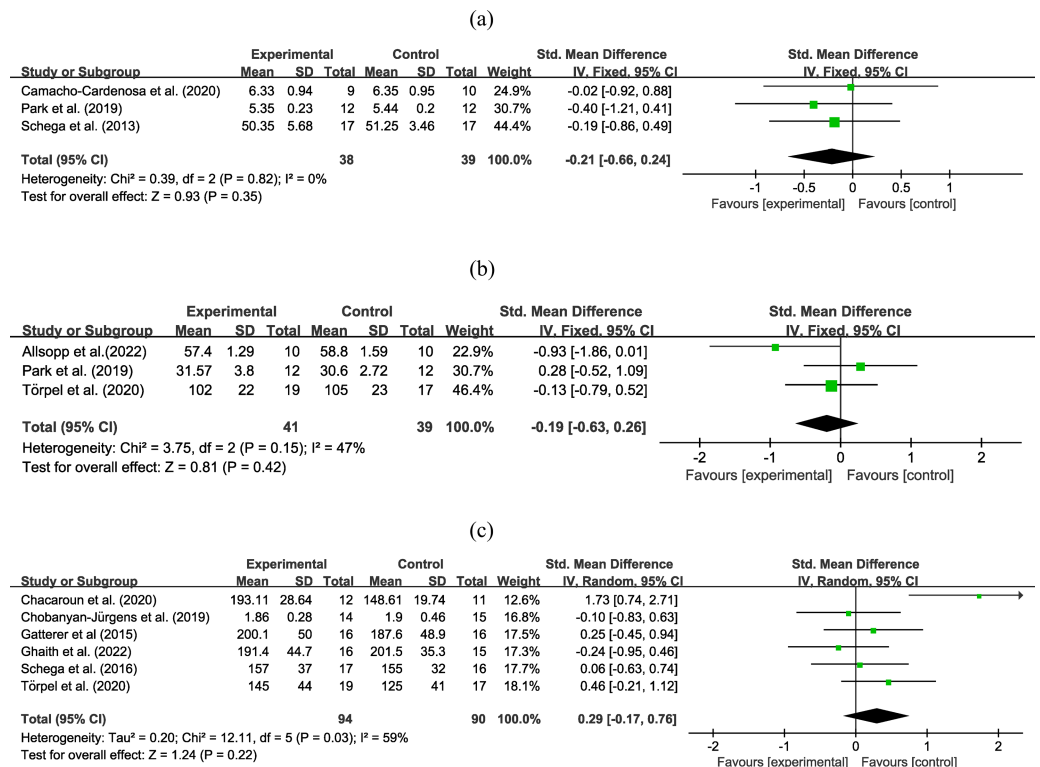 (a)
Experimental Control Std. Mean Difference Std. Mean Difference
Study or Subgroup Mean SD Total Mean SD Total Weight IV. Fixed. 95% CI IV. Fixed. 95% CI
Camacho-Cardenosa et al. (2020) 6.33 0.94 9 6.35 0.95 10 24.9% -0.02 [-0.92, 0.88]
Park et al. (2019) 5.35 0.23 12 5.44 0.2 12 30.7% -0.40 [-1.21, 0.41]
Schega et al. (2013) 50.35 5.68 17 51.25 3.46 17 44.4% -0.19 [-0.86, 0.49]
Total (95% CI) 38 39 100.0% -0.21 [-0.66, 0.24]
Heterogeneity: Chi² = 0.39, df = 2 (P = 0.82); I² = 0%
Test for overall effect: Z = 0.93 (P = 0.35)
-1 -0.5 0 0.5 1
Favours [experimental] Favours [control]
(b)
Experimental Control Std. Mean Difference Std. Mean Difference
Study or Subgroup Mean SD Total Mean SD Total Weight IV. Fixed. 95% CI IV. Fixed. 95% CI
Allsopp et al.(2022) 57.4 1.29 10 58.8 1.59 10 22.9% -0.93 [-1.86, 0.01]
Park et al. (2019) 31.57 3.8 12 30.6 2.72 12 30.7% 0.28 [-0.52, 1.09]
Törpel et al. (2020) 102 22 19 105 23 17 46.4% -0.13 [-0.79, 0.52]
Total (95% CI) 41 39 100.0% -0.19 [-0.63, 0.26]
Heterogeneity: Chi² = 3.75, df = 2 (P = 0.15); I² = 47%
Test for overall effect: Z = 0.81 (P = 0.42)
-2 -1 0 1 2
Favours [experimental] Favours [control]
(c)
Experimental Control Std. Mean Difference Std. Mean Difference
Study or Subgroup Mean SD Total Mean SD Total Weight IV. Random. 95% CI IV. Random. 95% CI
Chacaroun et al. (2020) 193.11 28.64 12 148.61 19.74 11 12.6% 1.73 [0.74, 2.71]
Chobanyan-Jürgens et al. (2019) 1.86 0.28 14 1.9 0.46 15 16.8% -0.10 [-0.83, 0.63]
Gatterer et al (2015) 200.1 50 16 187.6 48.9 16 17.5% 0.25 [-0.45, 0.94]
Ghaith et al. (2022) 191.4 44.7 16 201.5 35.3 15 17.3% -0.24 [-0.95, 0.46]
Schega et al. (2016) 157 37 17 155 32 16 17.7% 0.06 [-0.63, 0.74]
Törpel et al. (2020) 145 44 19 125 41 17 18.1% 0.46 [-0.21, 1.12]
Total (95% CI) 94 90 100.0% 0.29 [-0.17, 0.76]
Heterogeneity: Tau² = 0.20; Chi² = 12.11, df = 5 (P = 0.03); I² = 59%
Test for overall effect: Z = 1.24 (P = 0.22)
-2 -1 0 1 2
Favours [experimental] Favours [control]